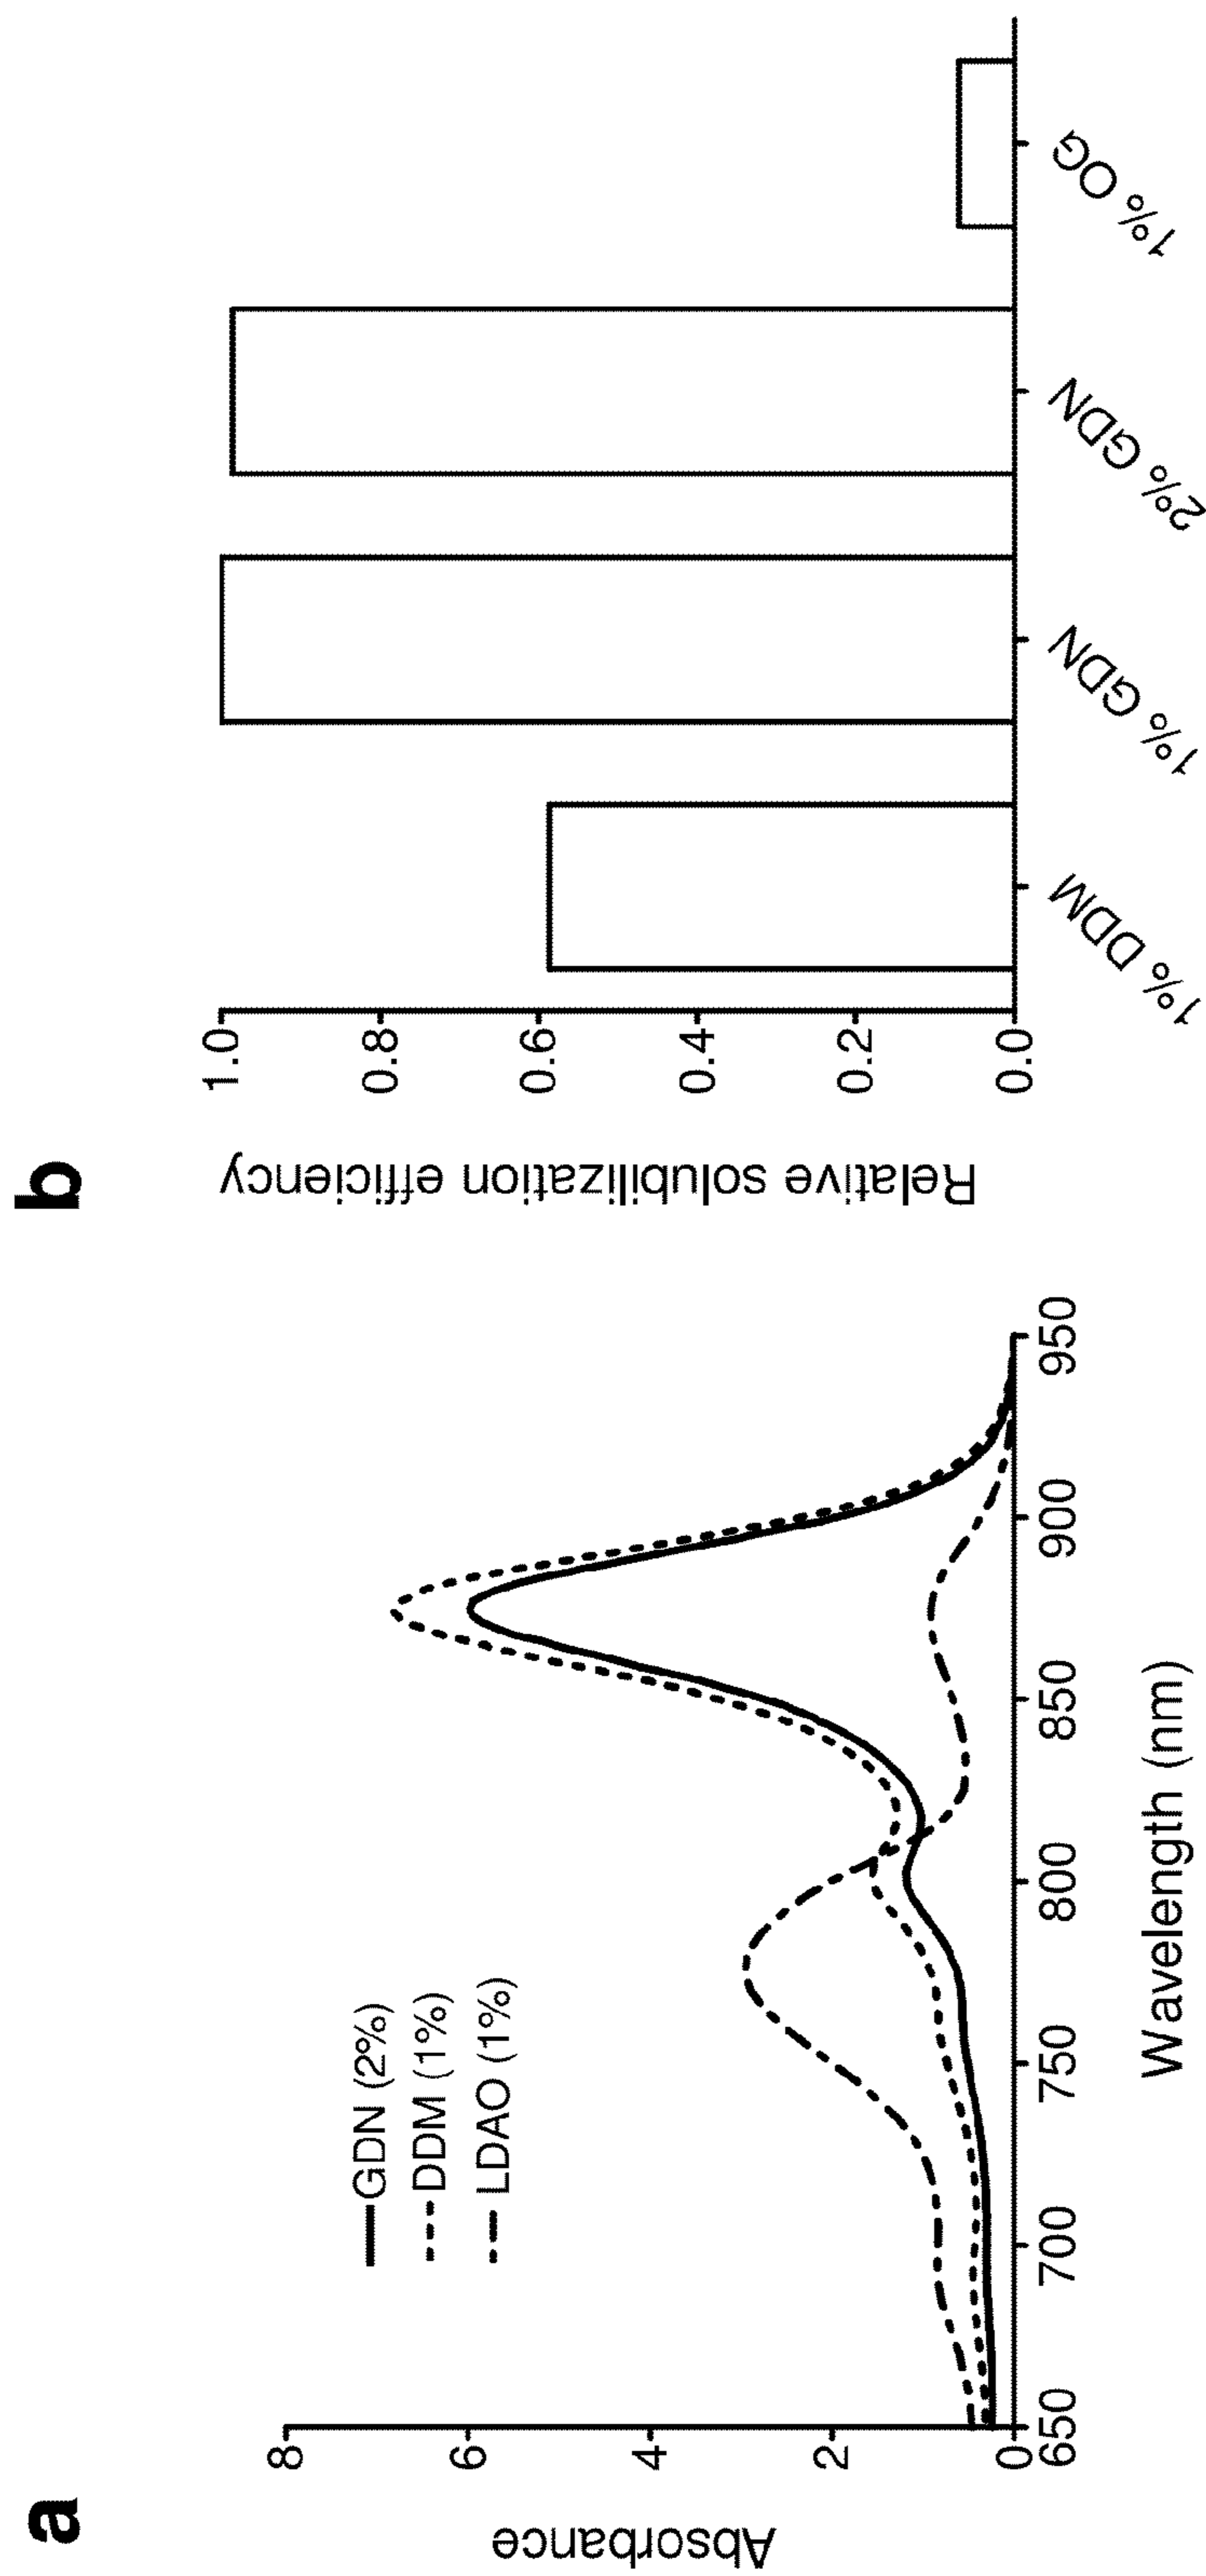 a
Absorbance
8
6
4
2
0
GDN (2%)
DDM (1%)
LDAO (1%)
650
700
750
800
850
900
950
Wavelength (nm)
b
Relative solubilization efficiency
1.0
0.8
0.6
0.4
0.2
0.0
1% DDM
1% GDN
2% GDN
1% OG